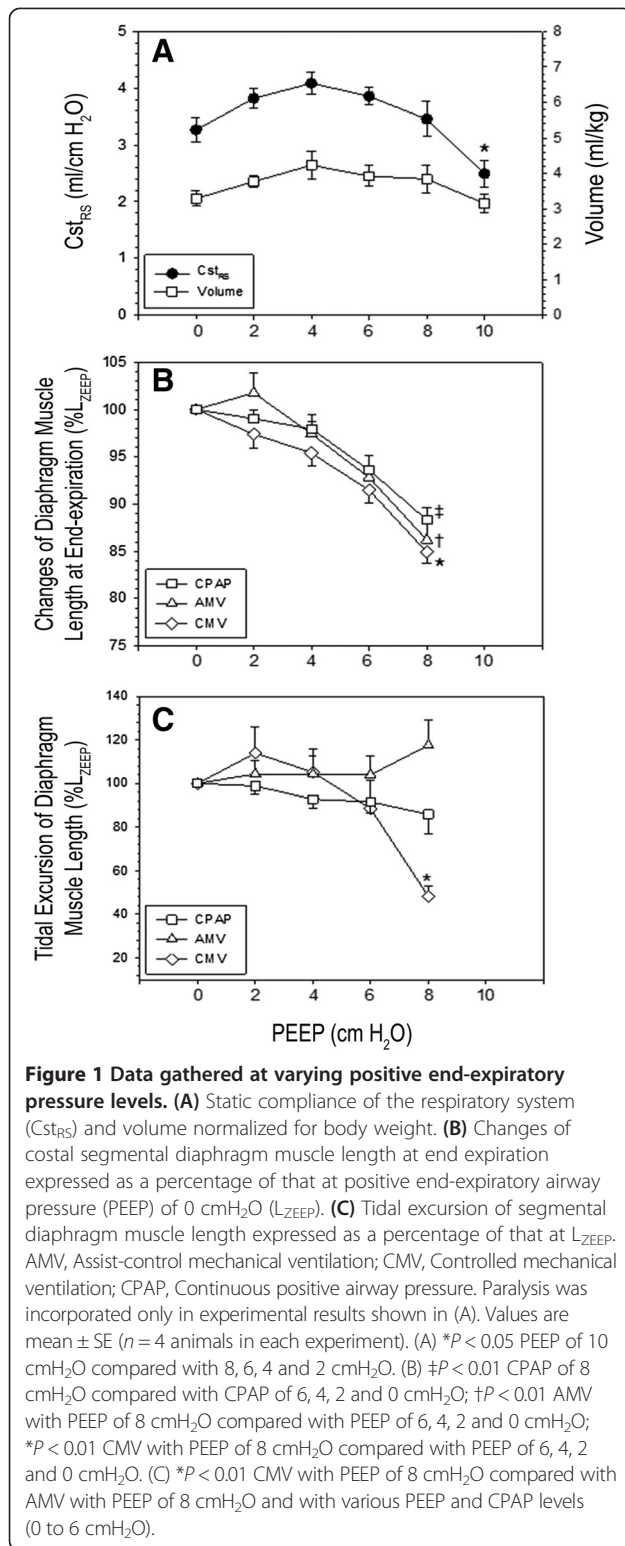 A
5
4
3
2
1
0
Cst_RS (ml/cm H₂O)
8
7
6
5
4
3
2
1
0
Volume (ml/kg)
*
Cst_RS
Volume
0 2 4 6 8 10
B
105
100
95
90
85
80
75
Changes of Diaphragm Muscle
Length at End-expiration (%L_ZEEP)
‡
†
*
CPAP
AMV
CMV
0 2 4 6 8 10
C
140
120
100
80
60
40
20
Tidal Excursion of Diaphragm
Muscle Length (%L_ZEEP)
*
CPAP
AMV
CMV
0 2 4 6 8 10
PEEP (cm H₂O)
Figure 1 Data gathered at varying positive end-expiratory
pressure levels. (A) Static compliance of the respiratory system
(Cst_RS) and volume normalized for body weight. (B) Changes of
costal segmental diaphragm muscle length at end expiration
expressed as a percentage of that at positive end-expiratory airway
pressure (PEEP) of 0 cmH₂O (L_ZEEP). (C) Tidal excursion of segmental
diaphragm muscle length expressed as a percentage of that at L_ZEEP.
AMV, Assist-control mechanical ventilation; CMV, Controlled mechanical
ventilation; CPAP, Continuous positive airway pressure. Paralysis was
incorporated only in experimental results shown in (A). Values are
mean ± SE (n = 4 animals in each experiment). (A) *P < 0.05 PEEP of 10
cmH₂O compared with 8, 6, 4 and 2 cmH₂O. (B) ‡P < 0.01 CPAP of 8
cmH₂O compared with CPAP of 6, 4, 2 and 0 cmH₂O; †P < 0.01 AMV
with PEEP of 8 cmH₂O compared with PEEP of 6, 4, 2 and 0 cmH₂O;
*P < 0.01 CMV with PEEP of 8 cmH₂O compared with PEEP of 6, 4, 2
and 0 cmH₂O. (C) *P < 0.01 CMV with PEEP of 8 cmH₂O compared with
AMV with PEEP of 8 cmH₂O and with various PEEP and CPAP levels
(0 to 6 cmH₂O).